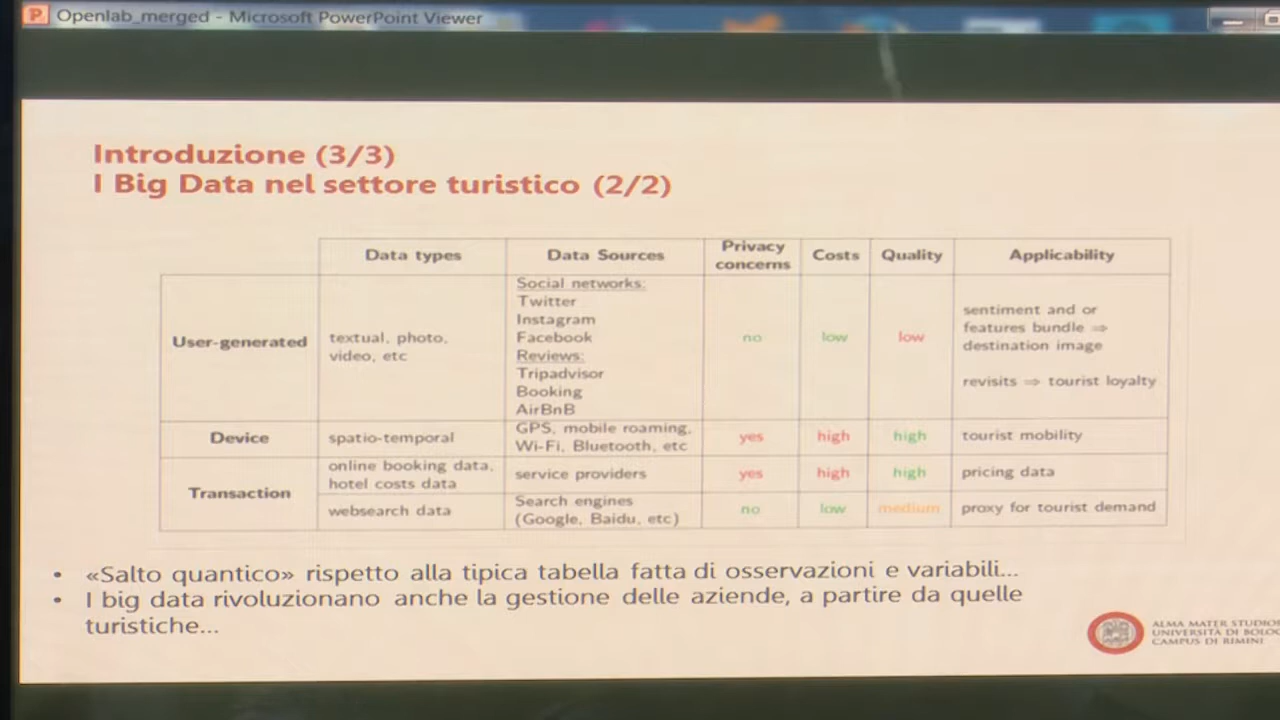 Openlab_merged - Microsoft PowerPoint Viewer
Introduzione (3/3)
I Big Data nel settore turistico (2/2)
Data types
Data Sources
Privacy
concerns
Costs
Quality
Applicability
User-generated
textual, photo,
video, etc
Social networks:
Twitter
Instagram
Facebook
Reviews:
Tripadvisor
Booking
AirBnB
no
low
low
sentiment and or
features bundle ⇒
destination image
revisits ⇒ tourist loyalty
Device
spatio-temporal
GPS, mobile roaming,
Wi-Fi, Bluetooth, etc
yes
high
high
tourist mobility
Transaction
online booking data,
hotel costs data
service providers
yes
high
high
pricing data
websearch data
Search engines
(Google, Baidu, etc)
no
low
medium
proxy for tourist demand
• «Salto quantico» rispetto alla tipica tabella fatta di osservazioni e variabili...
• I big data rivoluzionano anche la gestione delle aziende, a partire da quelle
turistiche...
ALMA MATER STUDIOR
UNIVERSITÀ DI BOLOG
CAMPUS DI RIMINI